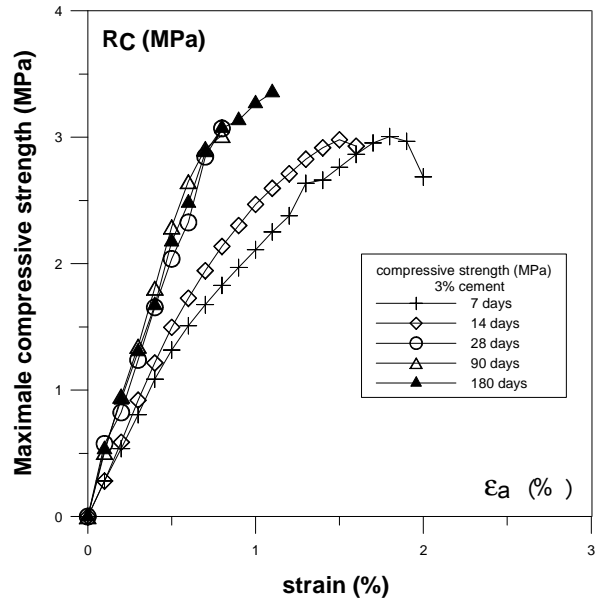 RC (MPa)
4
3
2
1
0
Maximale compressive strength (MPa)
compressive strength (MPa)
3% cement
7 days
14 days
28 days
90 days
180 days
εa (%)
0
1
2
3
strain (%)